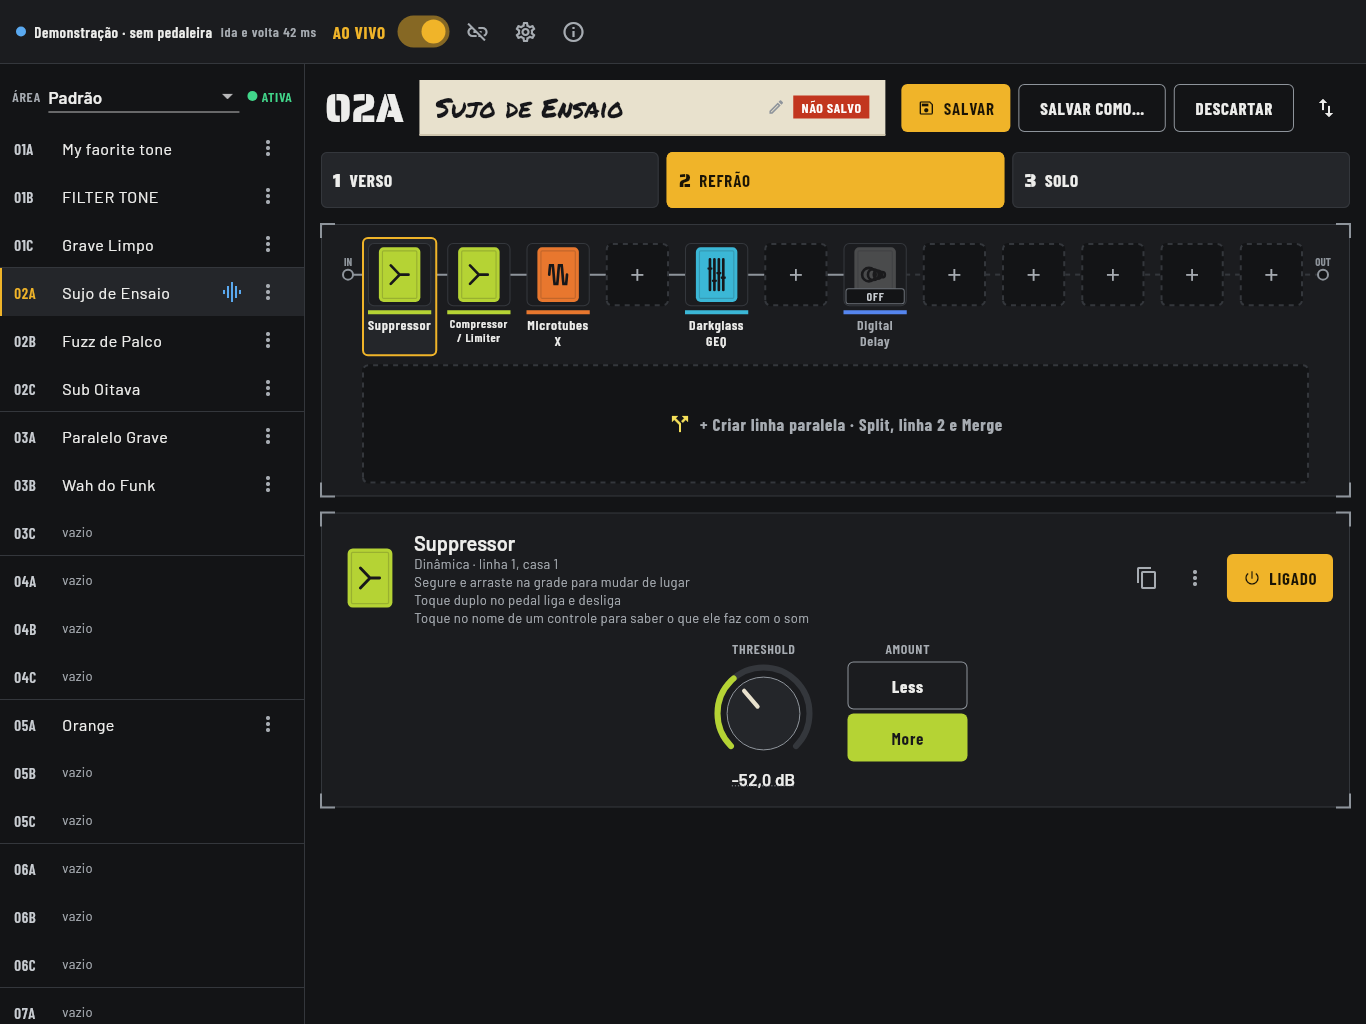 Demonstração · sem pedaleira Ida e volta 42 ms AO VIVO
ÁREA Padrão ATIVA
01A My faorite tone
01B FILTER TONE
01C Grave Limpo
02A Sujo de Ensaio
02B Fuzz de Palco
02C Sub Oitava
03A Paralelo Grave
03B Wah do Funk
03C vazio
04A vazio
04B vazio
04C vazio
05A Orange
05B vazio
05C vazio
06A vazio
06B vazio
06C vazio
07A vazio
02A Sujo de Ensaio NÃO SALVO SALVAR SALVAR COMO... DESCARTAR
1 VERSO
2 REFRÃO
3 SOLO
IN
OUT
OFF
Suppressor
Compressor
/ Limiter
Microtubes
X
Darkglass
GEQ
Digital
Delay
+ + + + + + +
+ Criar linha paralela · Split, linha 2 e Merge
Suppressor
Dinâmica · linha 1, casa 1
Segure e arraste na grade para mudar de lugar
Toque duplo no pedal liga e desliga
Toque no nome de um controle para saber o que ele faz com o som
LIGADO
THRESHOLD
-52,0 dB
AMOUNT
Less
More